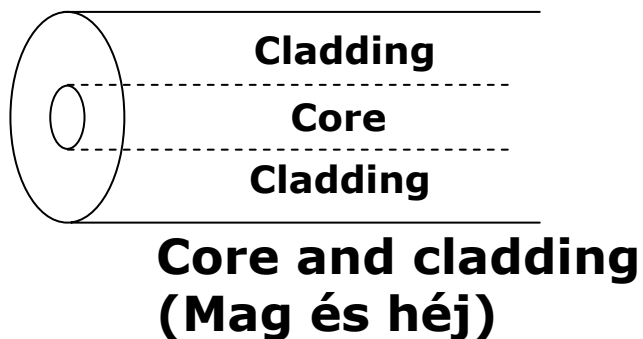 Cladding
Core
Cladding
Core and cladding
(Mag és héj)